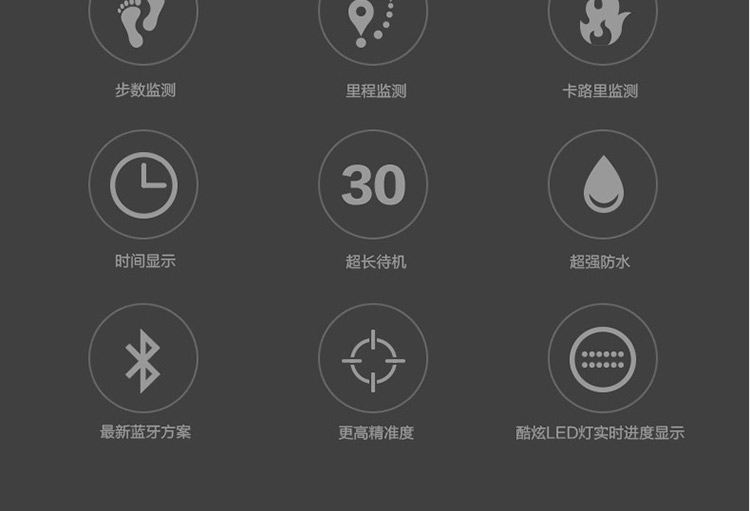 步数监测
里程监测
卡路里监测
30
时间显示
超长待机
超强防水
最新蓝牙方案
更高精准度
酷炫LED灯实时进度显示